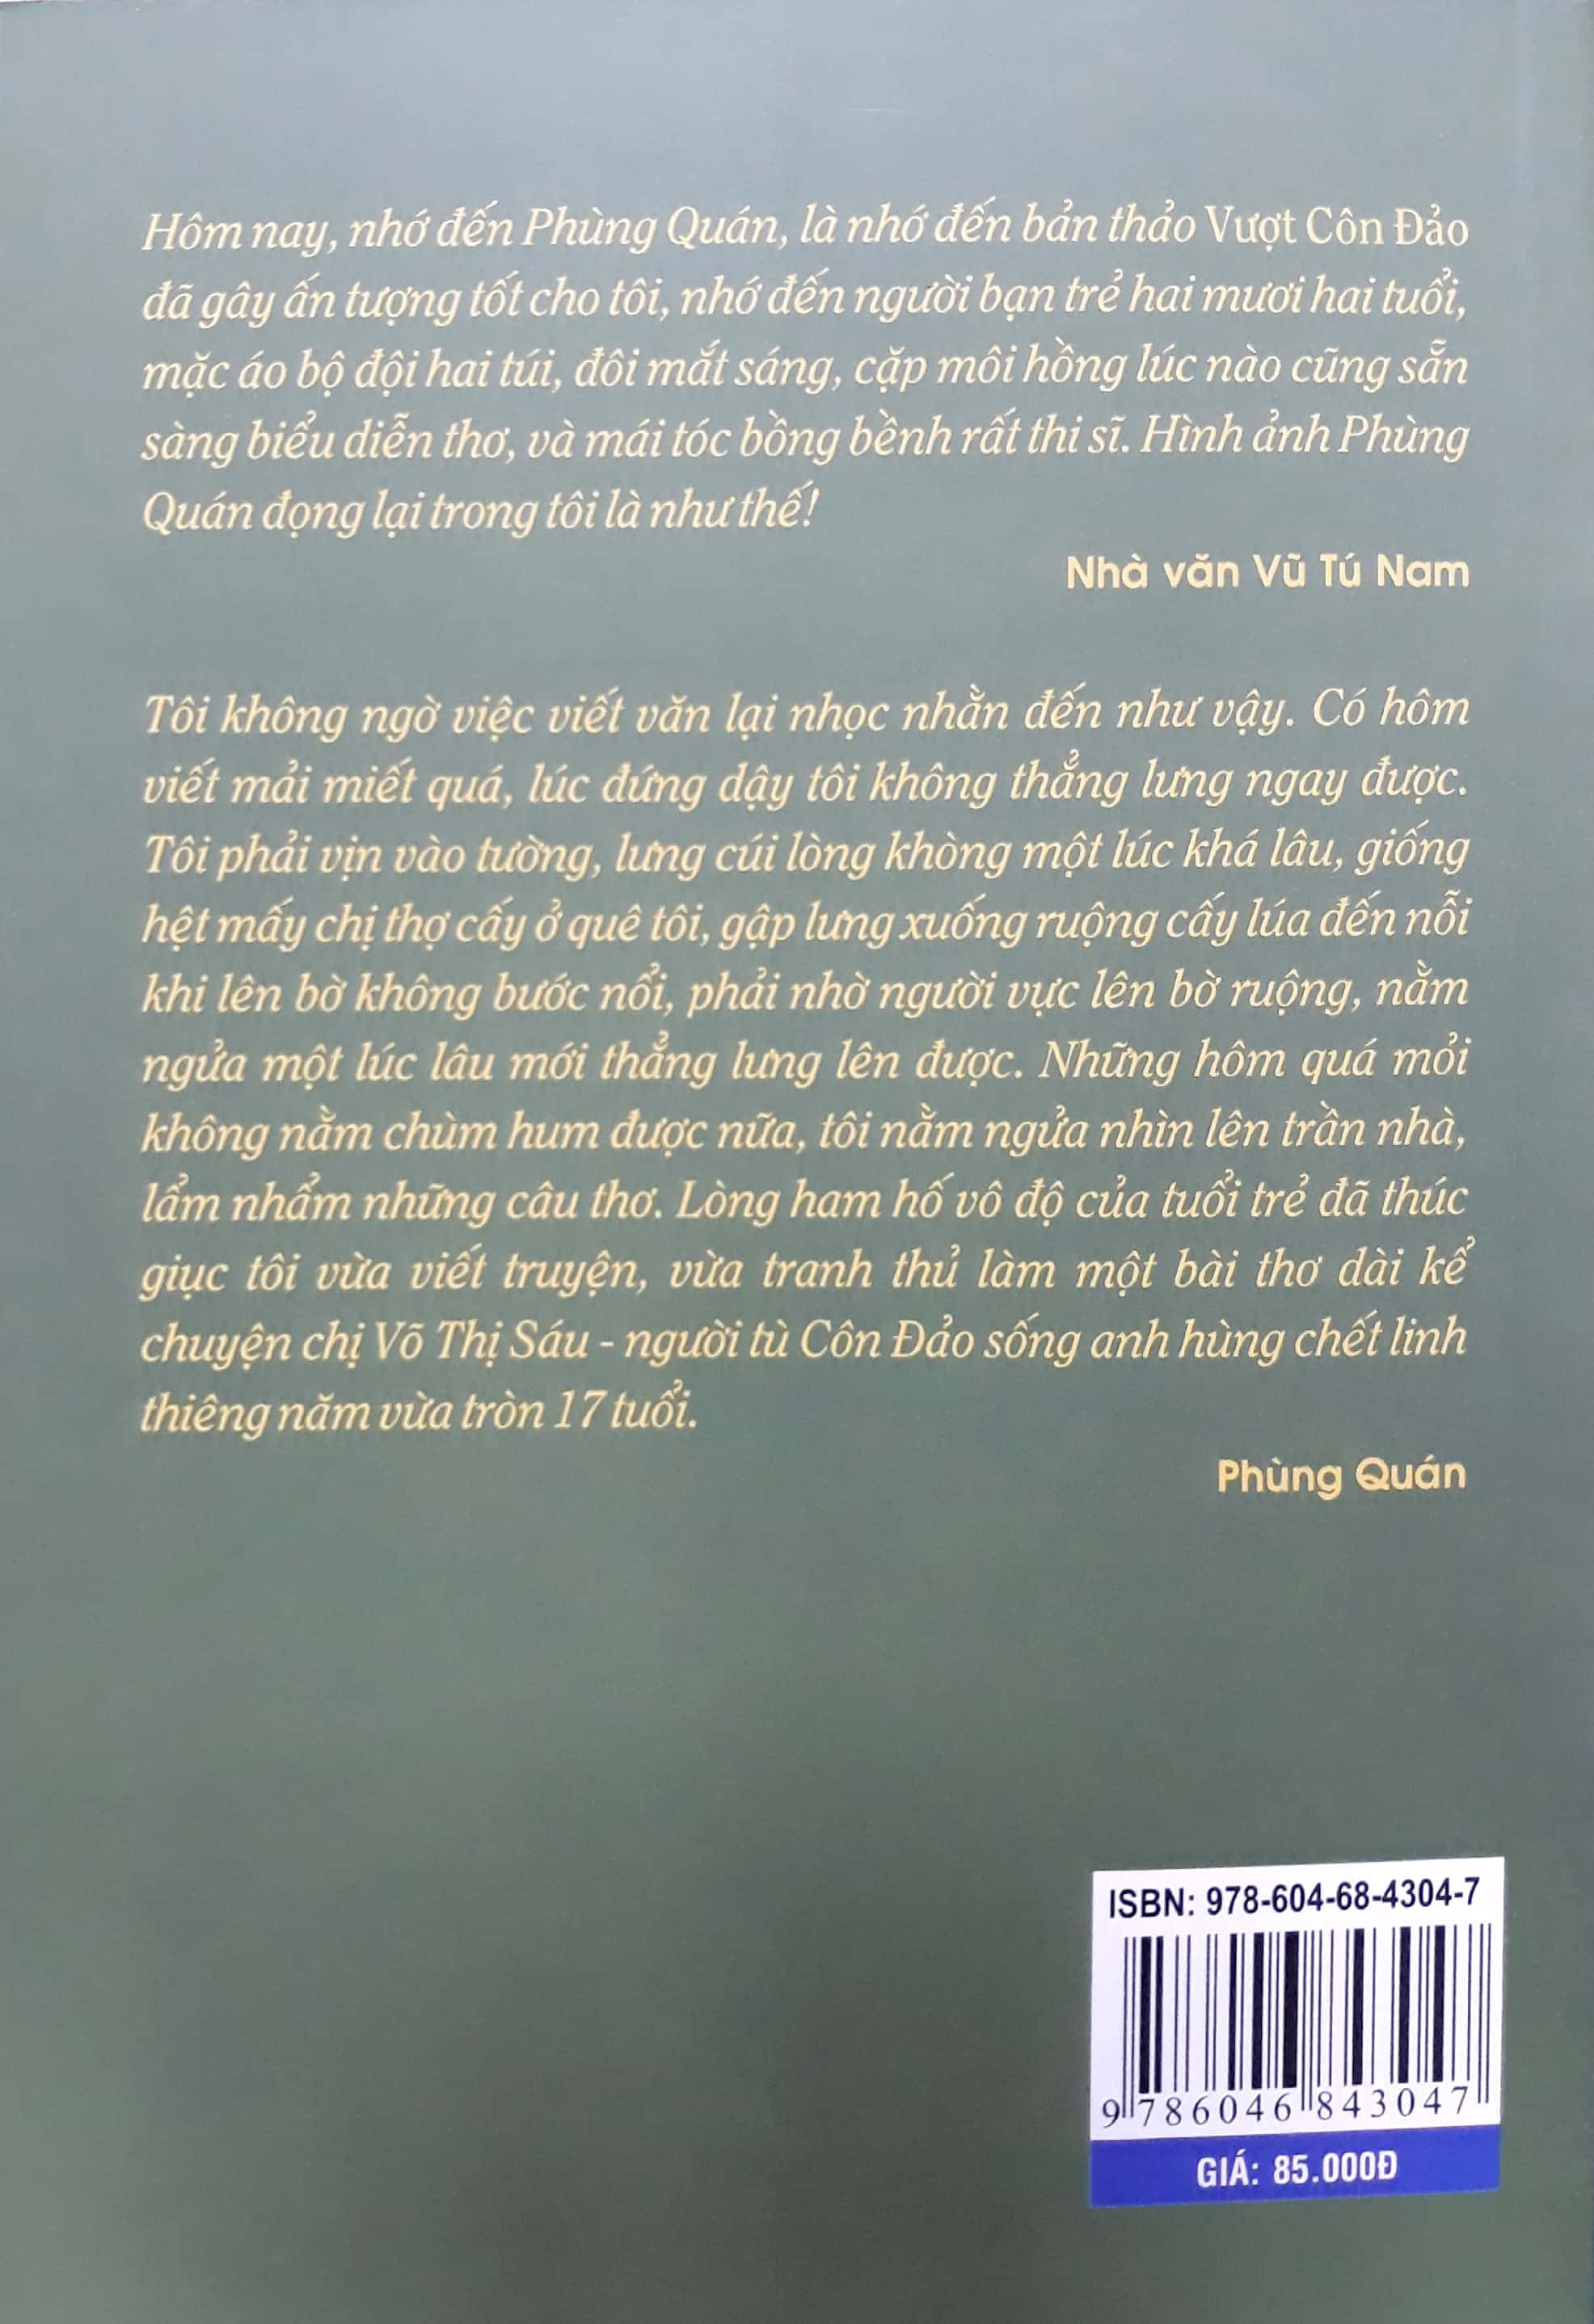 Hôm nay, nhớ đến Phùng Quán, là nhớ đến bản thảo Vượt Côn Đảo
đã gây ấn tượng tốt cho tôi, nhớ đến người bạn trẻ hai mươi hai tuổi,
mặc áo bộ đội hai túi, đôi mắt sáng, cặp môi hồng lúc nào cũng sẵn
sàng biểu diễn thơ, và mái tóc bồng bềnh rất thi sĩ. Hình ảnh Phùng
Quán đọng lại trong tôi là như thế!
Nhà văn Vũ Tú Nam
Tôi không ngờ việc viết văn lại nhọc nhằn đến như vậy. Có hôm
viết mải miết quá, lúc đứng dậy tôi không thẳng lưng ngay được.
Tôi phải vịn vào tường, lưng cúi lòng khòng một lúc khá lâu, giống
hệt mấy chị thợ cấy ở quê tôi, gập lưng xuống ruộng cấy lúa đến nỗi
khi lên bờ không bước nổi, phải nhờ người vực lên bờ ruộng, nằm
ngửa một lúc lâu mới thẳng lưng lên được. Những hôm quá mỏi
không nằm chùm hum được nữa, tôi nằm ngửa nhìn lên trần nhà,
lẩm nhẩm những câu thơ. Lòng ham hố vô độ của tuổi trẻ đã thúc
giục tôi vừa viết truyện, vừa tranh thủ làm một bài thơ dài kể
chuyện chị Võ Thị Sáu - người tù Côn Đảo sống anh hùng chết linh
thiêng năm vừa tròn 17 tuổi.
Phùng Quán
ISBN: 978-604-68-4304-7
9 786046 843047
GIÁ: 85.000Đ